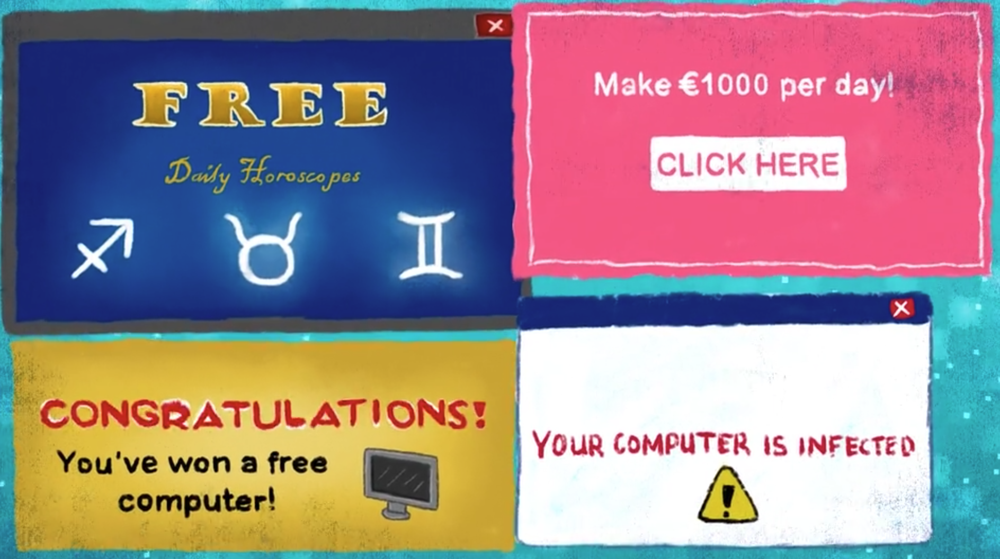 FREE
Daily Horoscopes
Make €1000 per day!
CLICK HERE
CONGRATULATIONS!
You've won a free
computer!
YOUR COMPUTER IS INFECTED